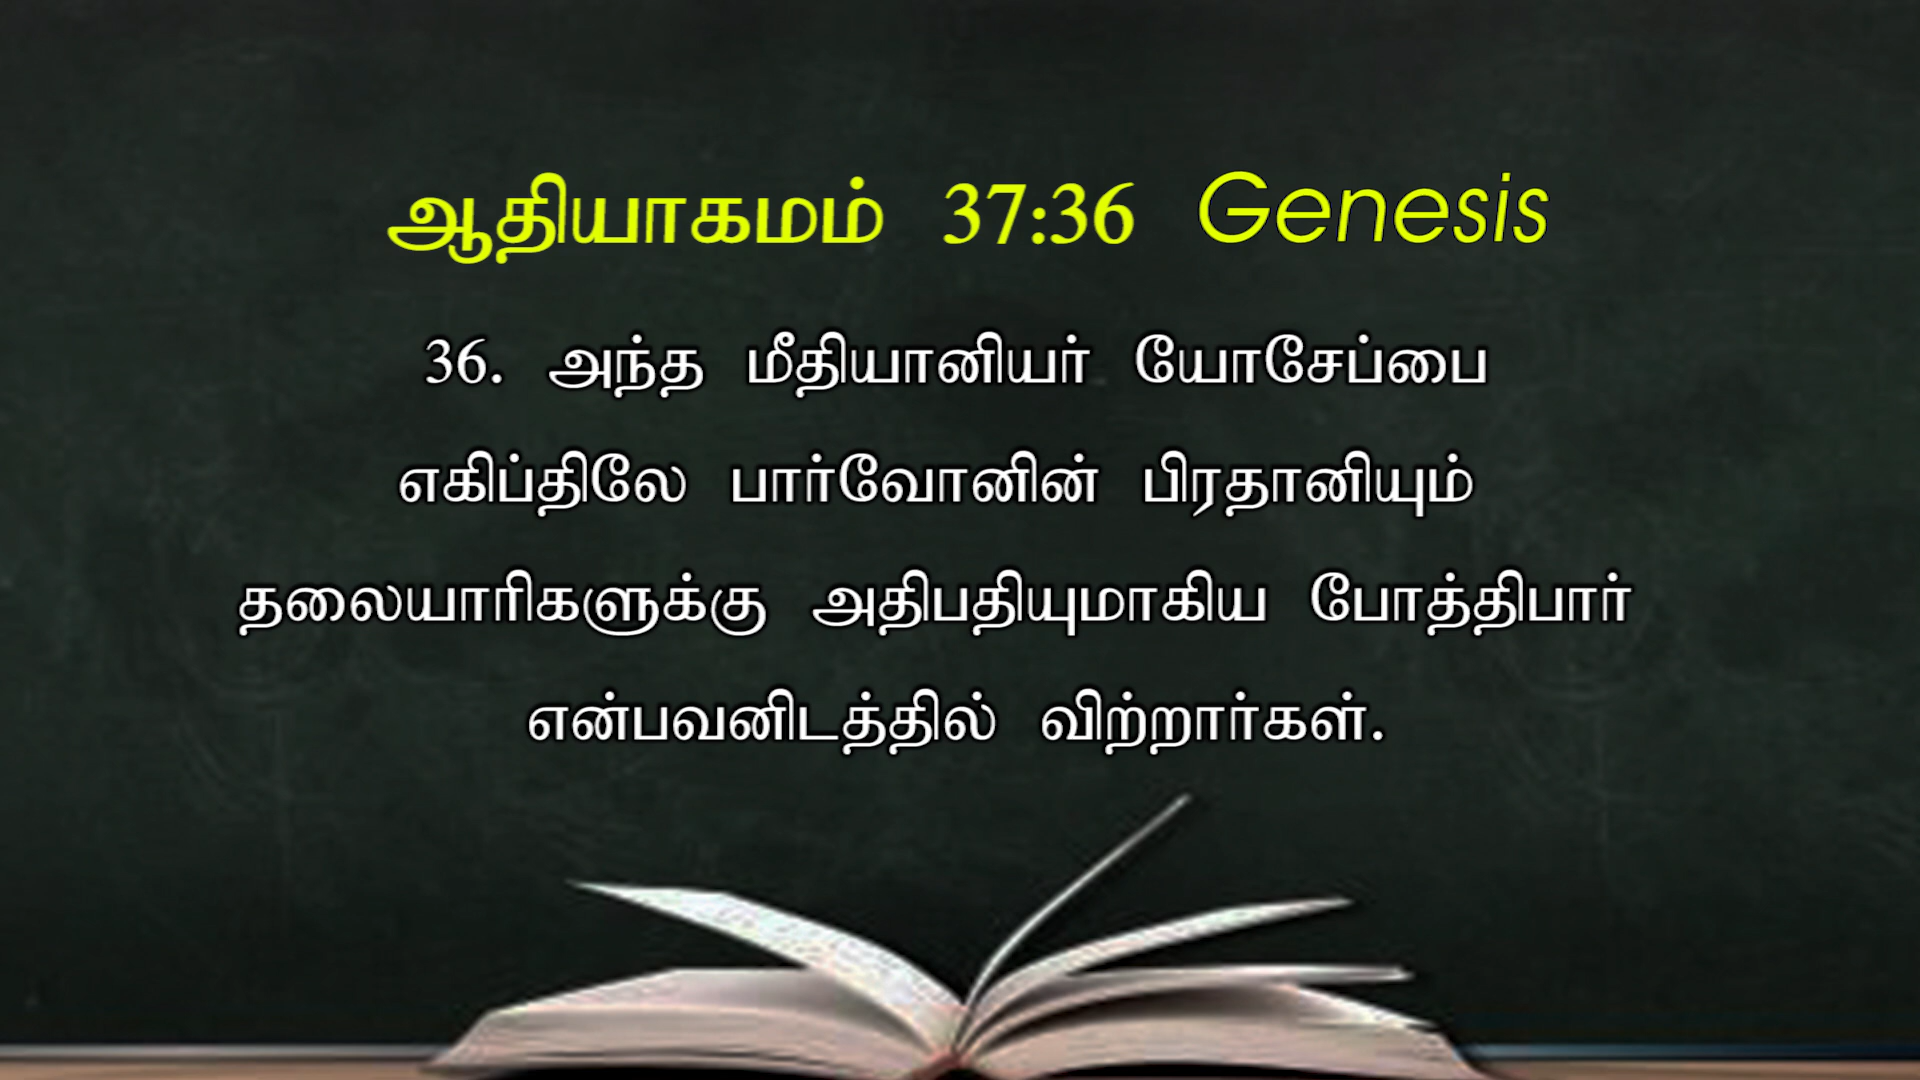 ஆதியாகமம் 37:36 Genesis
36. அந்த மீதியானியர் யோசேப்பை
எகிப்திலே பார்வோனின் பிரதானியும்
தலையாரிகளுக்கு அதிபதியுமாகிய போத்திபார்
என்பவனிடத்தில் விற்றார்கள்.